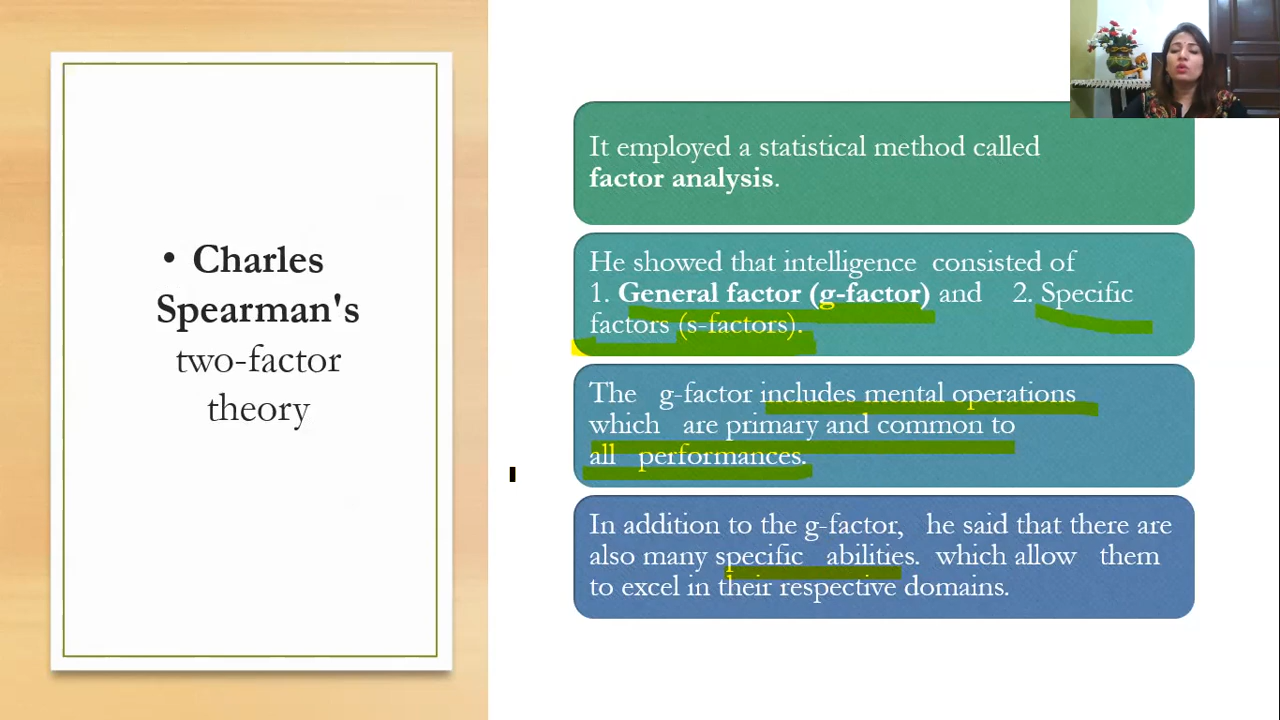 • Charles
Spearman's
two-factor
theory
It employed a statistical method called
factor analysis.
He showed that intelligence consisted of
1. General factor (g-factor) and 2. Specific
factors (s-factors).
The g-factor includes mental operations
which are primary and common to
all performances.
In addition to the g-factor, he said that there are
also many specific abilities. which allow them
to excel in their respective domains.